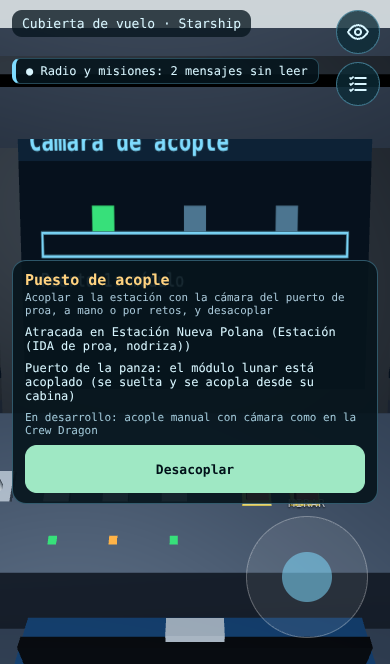 Cubierta de vuelo · Starship
● Radio y misiones: 2 mensajes sin leer
Cámara de acople
Puesto de acople
Acoplar a la estación con la cámara del puerto de
proa, a mano o por retos, y desacoplar
Atracada en Estación Nueva Polana (Estación
(IDA de proa, nodriza))
Puerto de la panza: el módulo lunar está
acoplado (se suelta y se acopla desde su
cabina)
En desarrollo: acople manual con cámara como en la
Crew Dragon
Desacoplar